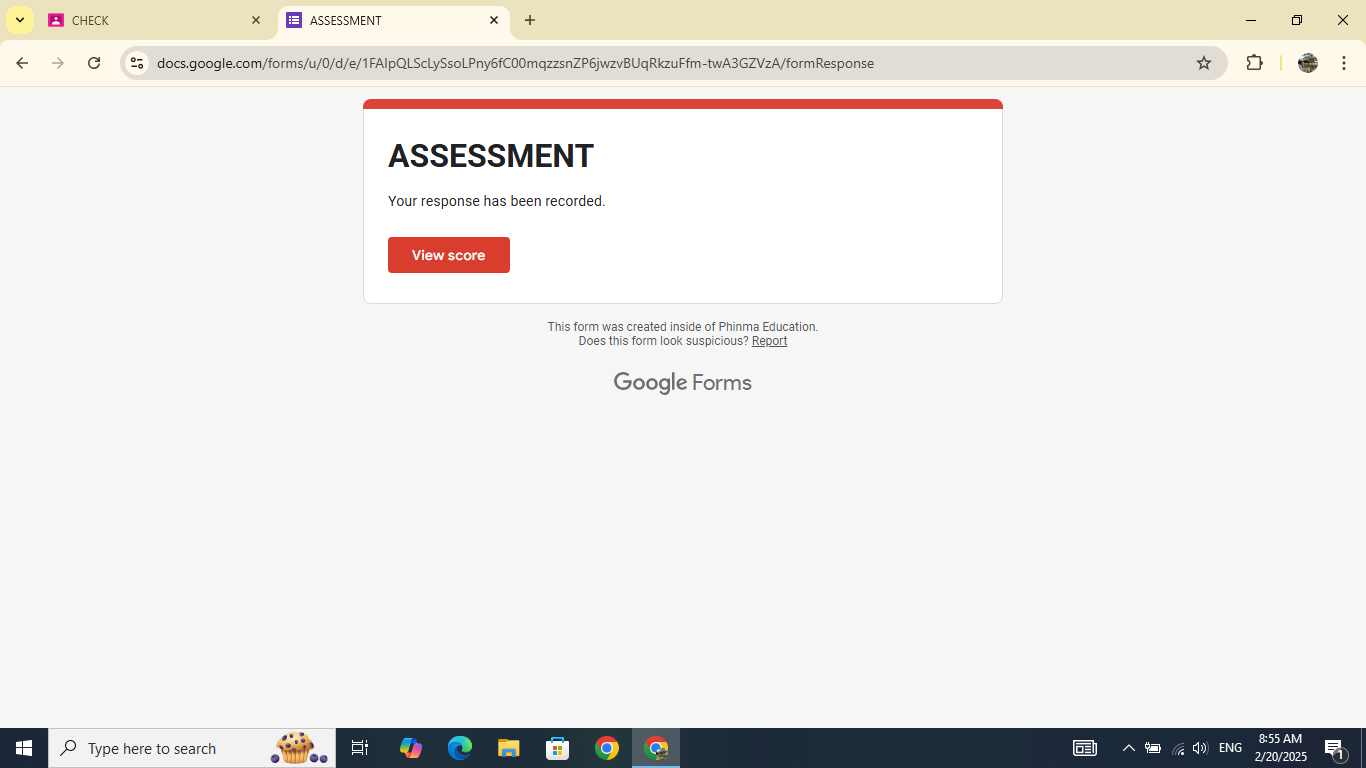 CHECK
ASSESSMENT
docs.google.com/forms/u/0/d/e/1FAIpQLScLySsoLPny6fC00mqzzsnZP6jwzvBUqRkzuFfm-twA3GZVzA/formResponse
ASSESSMENT
Your response has been recorded.
View score
This form was created inside of Phinma Education.
Does this form look suspicious? Report
Google Forms
Type here to search
ENG
8:55 AM
2/20/2025
1